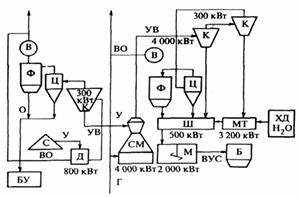 300 кВт
УВ
4 000 кВт
К
К
ВО
В
В
Ф
Ц
300 кВт
К
Ф
Ц
О
УВ
У
С
У
ВО
Д
800 кВт
БУ
СМ
4 000 кВт
Г
Ш
500 кВт
МТ
3 200 кВт
ХД
H₂O
М
2 000 кВт
ВУС
Б